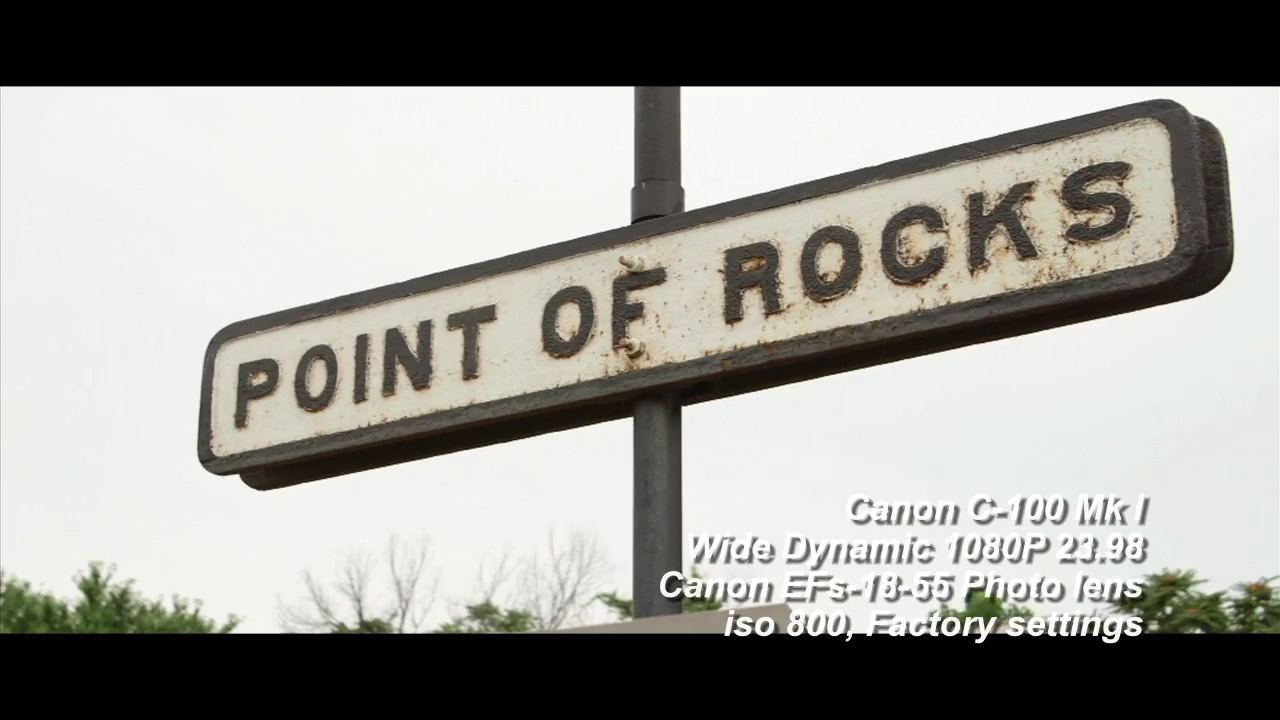 POINT OF ROCKS
Canon C-100 Mk I
Wide Dynamic 1080P 23.98
Canon EFs-18-55 Photo lens
iso 800, Factory settings